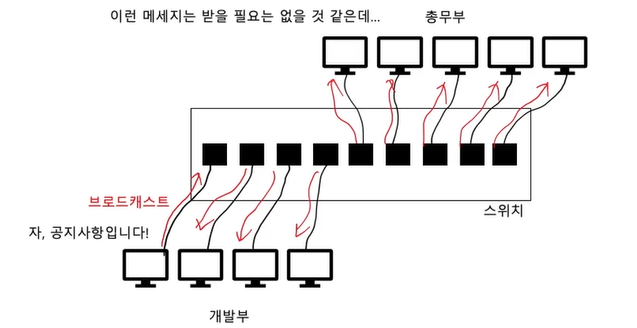 이런 메세지는 받을 필요는 없을 것 같은데...
총무부
브로드캐스트
스위치
자, 공지사항입니다!
개발부